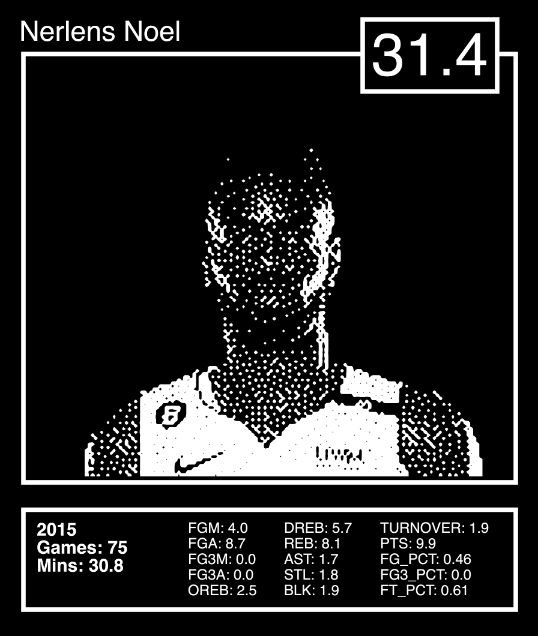 Nerlens Noel
31.4
2015
Games: 75
Mins: 30.8
FGM: 4.0
FGA: 8.7
FG3M: 0.0
FG3A: 0.0
OREB: 2.5
DREB: 5.7
REB: 8.1
AST: 1.7
STL: 1.8
BLK: 1.9
TURNOVER: 1.9
PTS: 9.9
FG_PCT: 0.46
FG3_PCT: 0.0
FT_PCT: 0.61